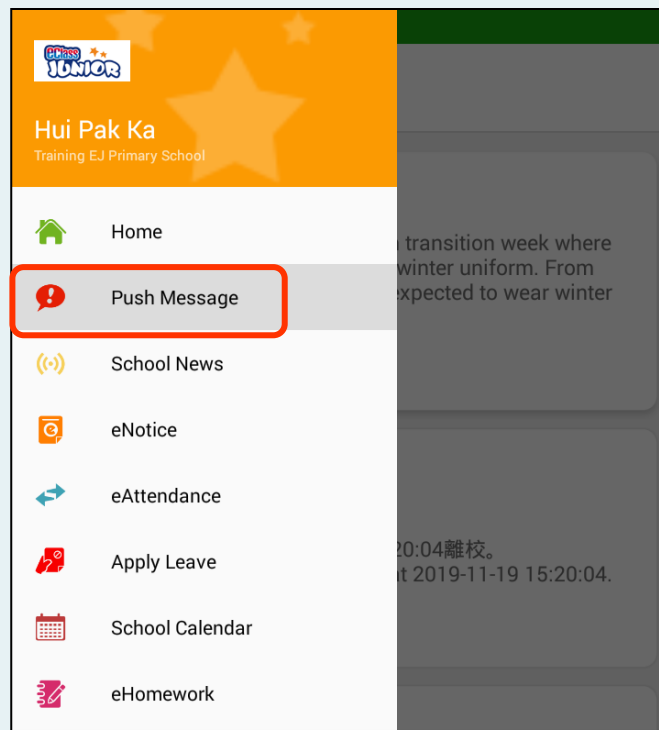 eClass
JUNIOR
Hui Pak Ka
Training EJ Primary School
Home
Push Message
School News
eNotice
eAttendance
Apply Leave
School Calendar
eHomework
transition week where
winter uniform. From
expected to wear winter
20:04離校。
at 2019-11-19 15:20:04.